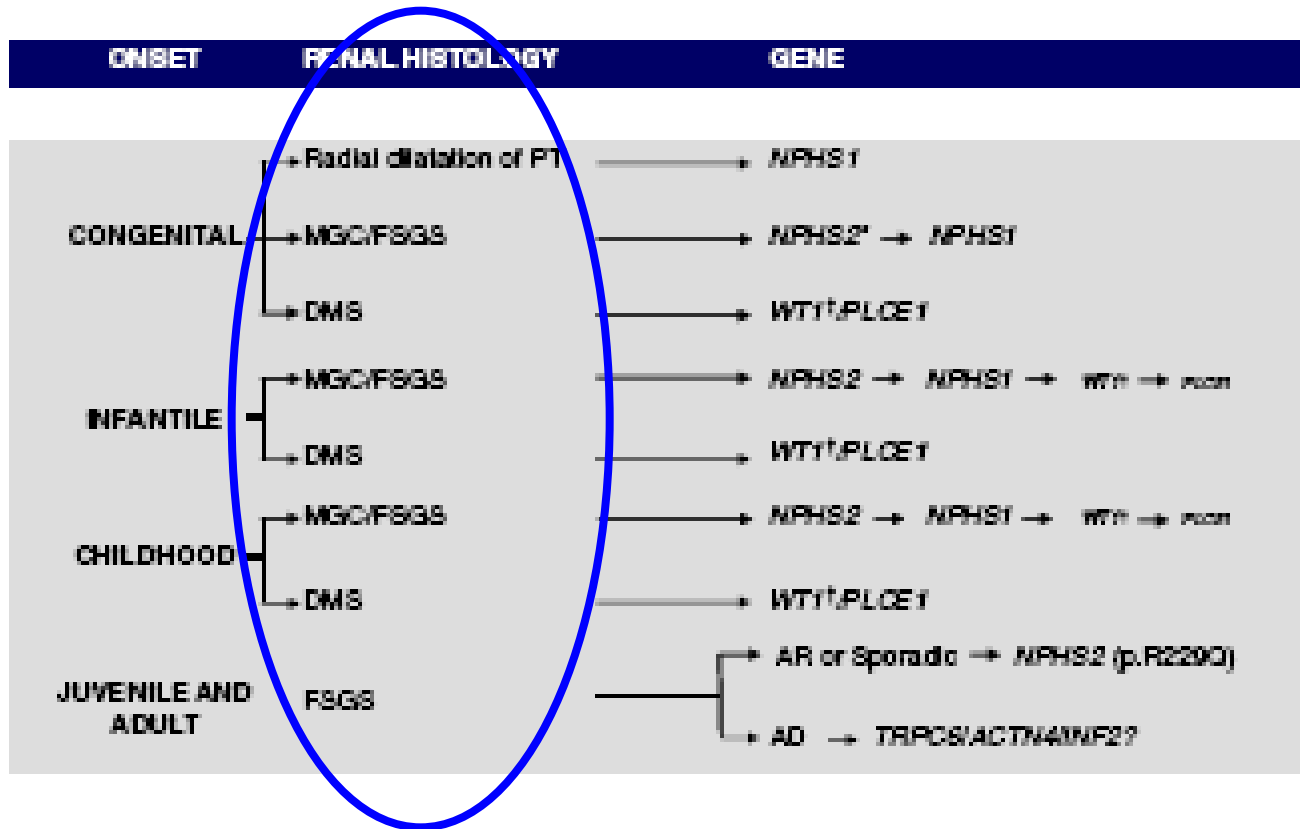 ONSET RENAL HISTOLOGY GENE
Radial dilatation of PT NPHS1
CONGENITAL MGC/FSGS NPHS2* NPHS1
DMS WT1†/PLCE1
MGC/FSGS NPHS2 NPHS1 WT1
INFANTILE
DMS WT1†/PLCE1
MGC/FSGS NPHS2 NPHS1 WT1
CHILDHOOD
DMS WT1†/PLCE1
AR or Sporadic NPHS2 (p.R229Q)
JUVENILE AND
FSGS
ADULT
AD TRPC6/ACTN4/INF2?